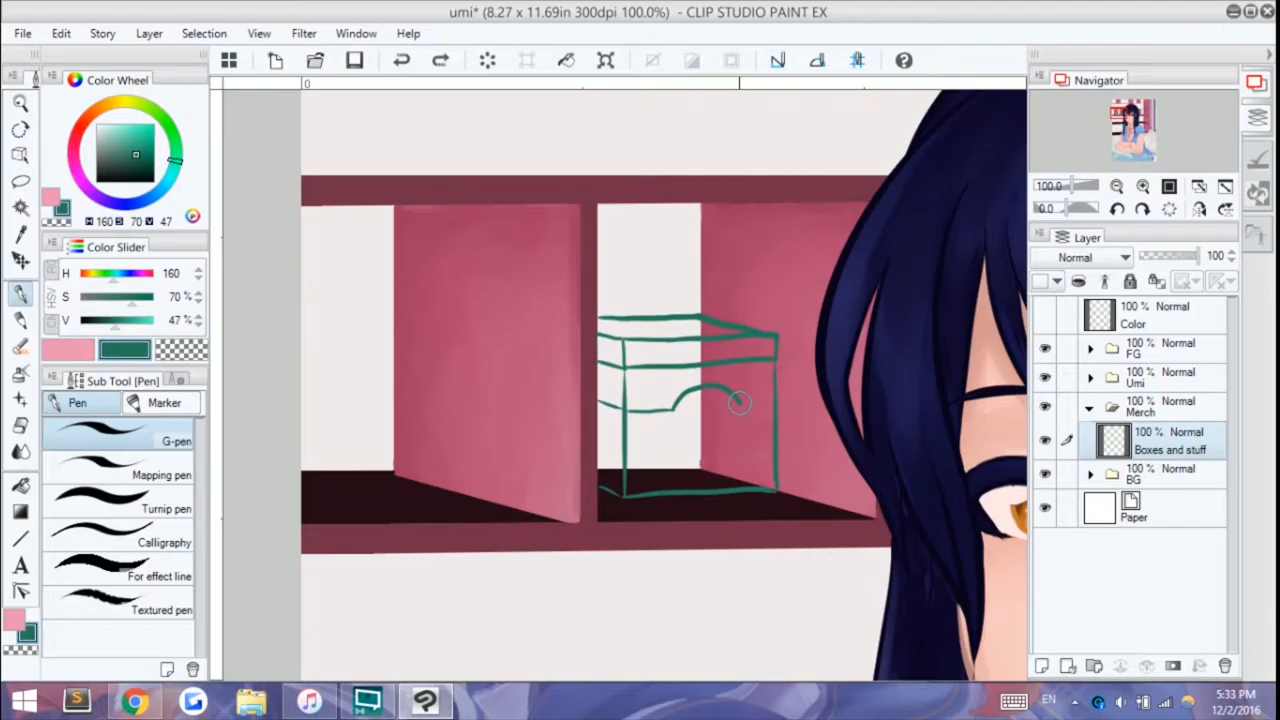 umi* (8.27 x 11.69in 300dpi 100.0%) - CLIP STUDIO PAINT EX
File Edit Story Layer Selection View Filter Window Help
Color Wheel
H 160 S 70 V 47
Color Slider
H 160
S 70 %
V 47 %
Sub Tool [Pen]
Pen Marker
G-pen
Mapping pen
Turnip pen
Calligraphy
For effect line
Textured pen
0
Navigator
100.0
0.0
Layer
Normal 100
100 % Normal
Color
100 % Normal
FG
100 % Normal
Umi
100 % Normal
Merch
100 % Normal
Boxes and stuff
100 % Normal
BG
Paper
EN
5:33 PM
12/2/2016